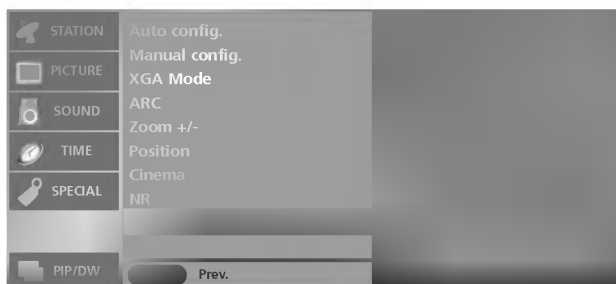 STATION
PICTURE
SOUND
TIME
SPECIAL
PIP/DW
Auto config.
Manual config.
XGA Mode
ARC
Zoom +/-
Position
Cinema
NR
Prev.